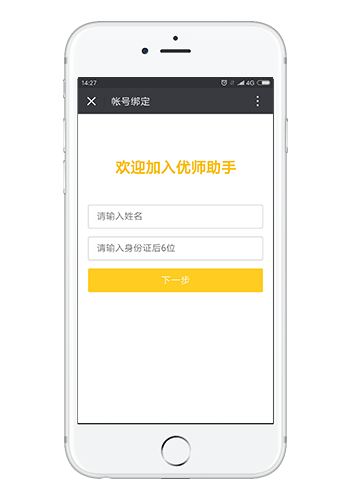 14:27 4G
帐号绑定
欢迎加入优师助手
请输入姓名
请输入身份证后6位
下一步